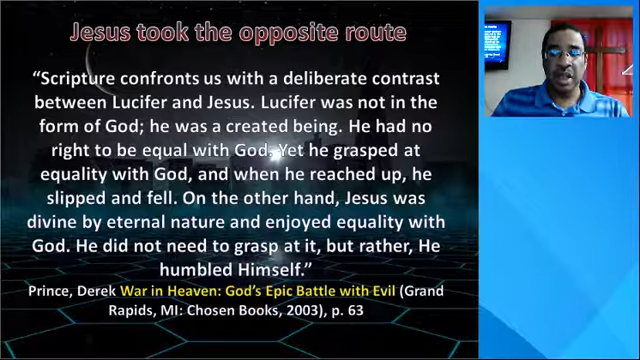 Jesus took the opposite route
“Scripture confronts us with a deliberate contrast
between Lucifer and Jesus. Lucifer was not in the
form of God; he was a created being. He had no
right to be equal with God. Yet he grasped at
equality with God, and when he reached up, he
slipped and fell. On the other hand, Jesus was
divine by eternal nature and enjoyed equality with
God. He did not need to grasp at it, but rather, He
humbled Himself.”
Prince, Derek War in Heaven: God’s Epic Battle with Evil (Grand
Rapids, MI: Chosen Books, 2003), p. 63